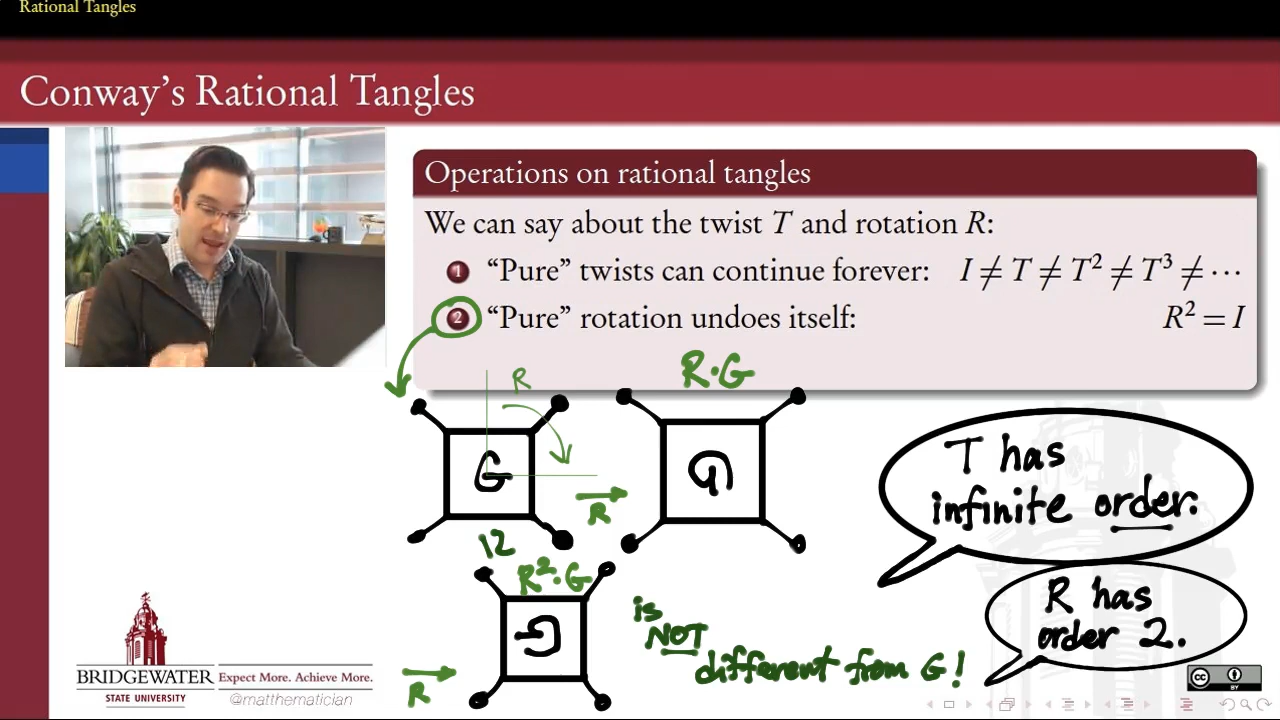 Rational Tangles
Conway's Rational Tangles
Operations on rational tangles
We can say about the twist T and rotation R:
1 “Pure” twists can continue forever: I ≠ T ≠ T² ≠ T³ ≠ ⋯
2 “Pure” rotation undoes itself: R² = I
R
R·G
G
R
G
T has
infinite order.
R²·G
G
R
is
NOT
different from G!
R has
order 2.
BRIDGEWATER
STATE UNIVERSITY
Expect More. Achieve More.
@matthematician
CC
BY